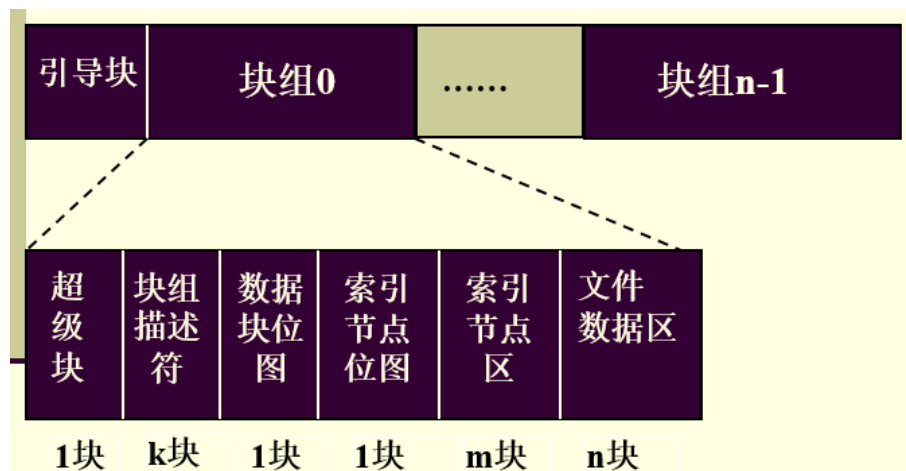 引导块
块组0
……
块组n-1
超
级
块
块组
描述
符
数据
块位
图
索引
节点
位图
索引
节点
区
文件
数据区
1块
k块
1块
1块
m块
n块